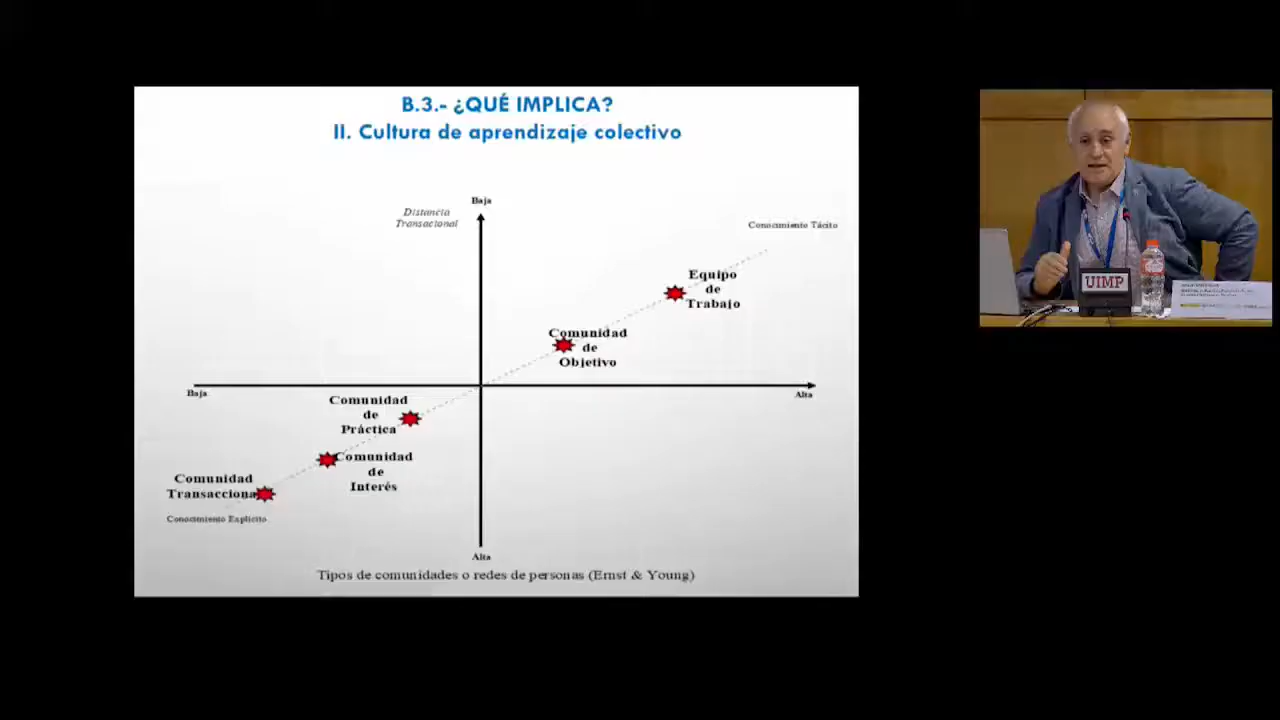 B.3.- ¿QUÉ IMPLICA?
II. Cultura de aprendizaje colectivo
Baja
Distancia
Transacional
Conocimiento Tácito
Equipo
de
Trabajo
Comunidad
de
Objetivo
Baja
Alta
Comunidad
de
Práctica
Comunidad
de
Interés
Comunidad
Transacciona
Conocimiento Explícito
Alta
Tipos de comunidades o redes de personas (Ernst & Young)
UIMP